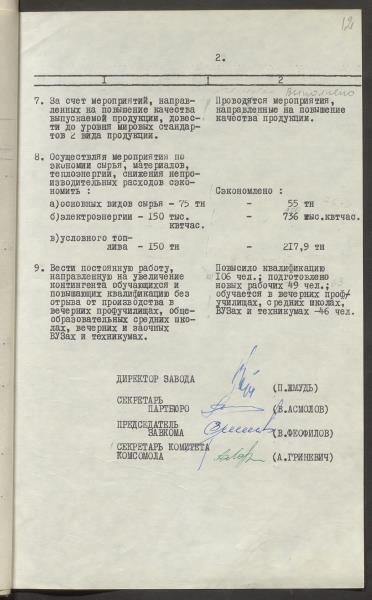 12
2.
Выполнено
1 2
7. За счет мероприятий, направ- Проводятся мероприятия,
ленных на повышение качества направленные на повышение
выпускаемой продукции, довес- качества продукции.
ти до уровня мировых стандар-
тов 2 вида продукции.
8. Осуществляя мероприятия по
экономии сырья, материалов,
теплоэнергии, снижения непро-
изводительных расходов сэко-
номить : Сэкономлено :
а)основных видов сырья - 75 тн - 55 тн
б)электроэнергии - 150 тыс. - 736 тыс.квтчас.
квтчас.
в)условного топ-
лива - 150 тн - 217,9 тн
9. Вести постоянную работу, Повысило квалификацию
направленную на увеличение 106 чел.; подготовлено
контингента обучающихся и новых рабочих 49 чел.;
повышающих квалификацию без обучается в вечерних проф-
отрыва от производства в училищах, средних школах,
вечерних профучилищах, обще- ВУЗах и техникумах -46 чел.
образовательных средних шко-
лах, вечерних и заочных
ВУЗах и техникумах.
ДИРЕКТОР ЗАВОДА (П.ЖМУДЬ)
СЕКРЕТАРЬ
ПАРТБЮРО (В.АСМОЛОВ)
ПРЕДСЕДАТЕЛЬ
ЗАВКОМА (В.ФЕОФИЛОВ)
СЕКРЕТАРЬ КОМИТЕТА
КОМСОМОЛА (А.ГРИНЕВИЧ)